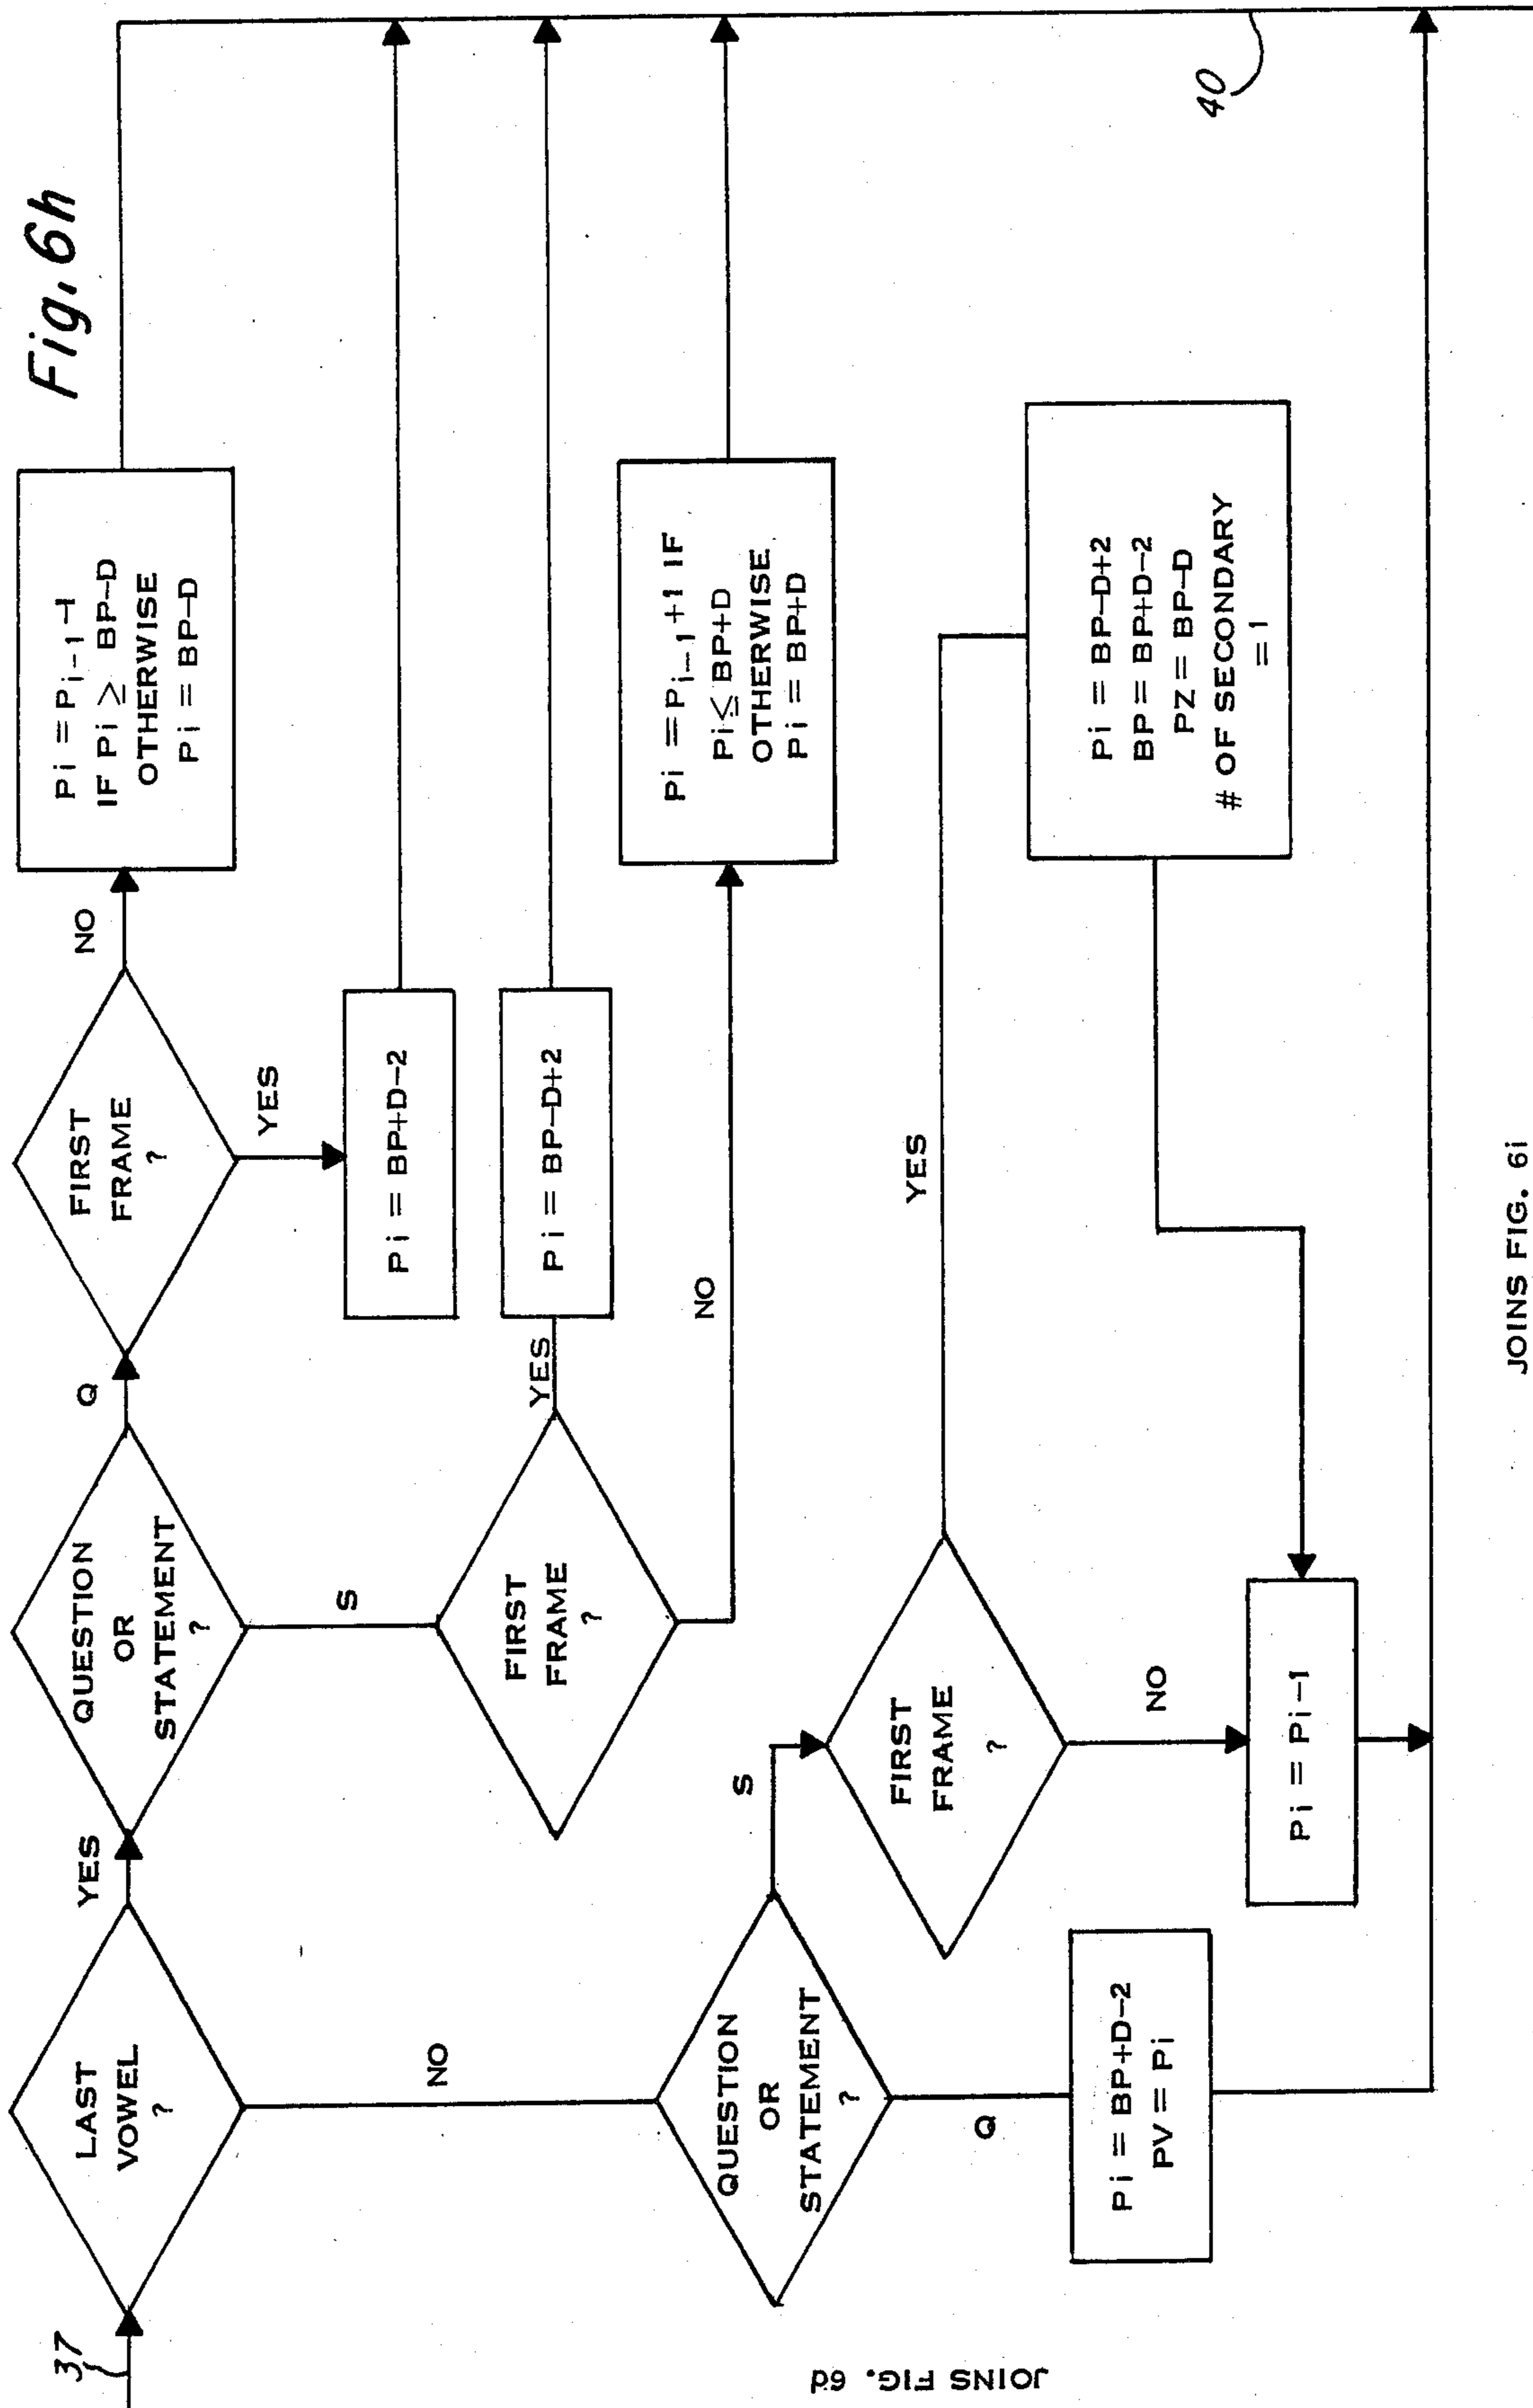 Fig. 6h
37
LAST
VOWEL
?
YES
QUESTION
OR
STATEMENT
?
Q
FIRST
FRAME
?
NO
Pi = Pi-1-1
IF Pi ≥ BP-D
OTHERWISE
Pi = BP-D
YES
Pi = BP+D-2
S
FIRST
FRAME
?
YES
Pi = BP-D+2
NO
Pi = Pi-1+1 IF
Pi ≤ BP+D
OTHERWISE
Pi = BP+D
NO
QUESTION
OR
STATEMENT
?
S
FIRST
FRAME
?
YES
Pi = BP-D+2
BP = BP+D-2
PZ = BP-D
# OF SECONDARY
= 1
NO
Pi = Pi-1
Q
Pi = BP+D-2
PV = Pi
40
JOINS FIG. 6d
JOINS FIG. 6i